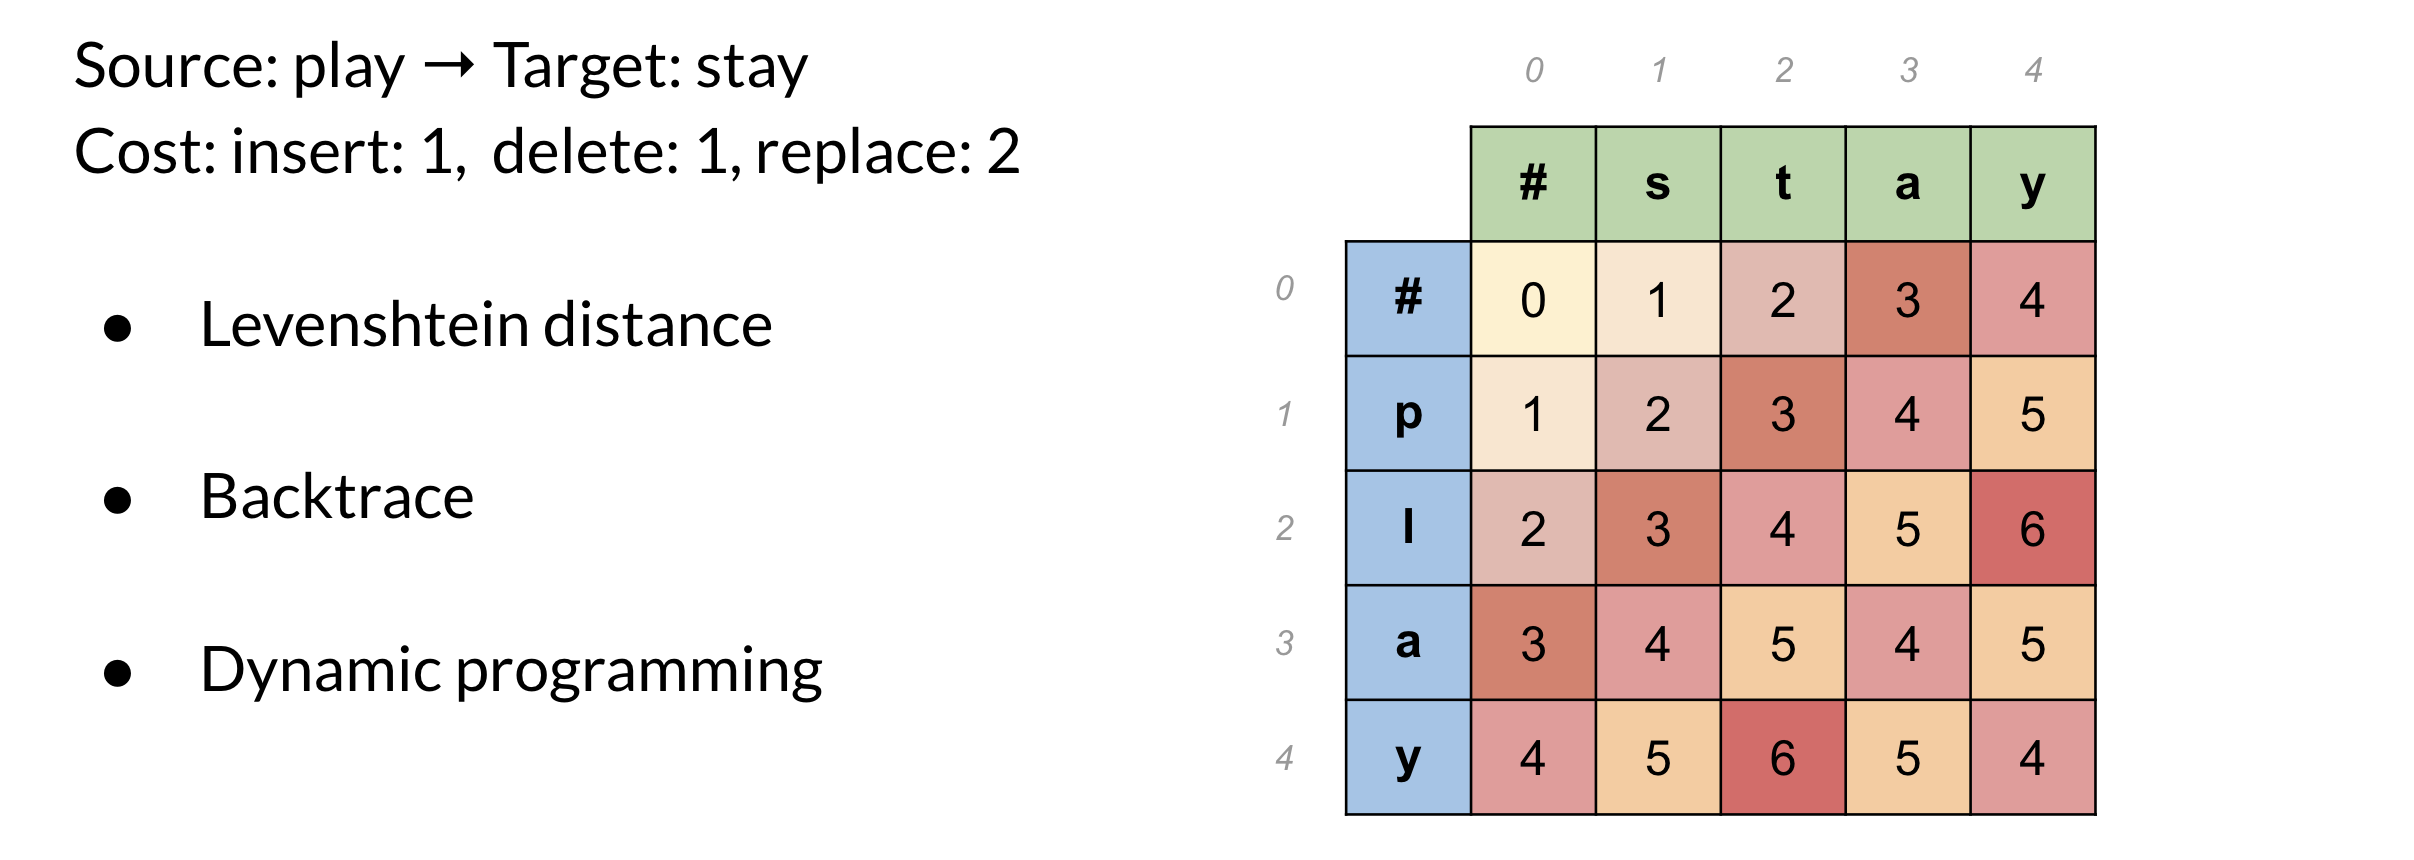 Source: play → Target: stay
Cost: insert: 1, delete: 1, replace: 2
● Levenshtein distance
● Backtrace
● Dynamic programming
0 1 2 3 4
# s t a y
0 # 0 1 2 3 4
1 p 1 2 3 4 5
2 l 2 3 4 5 6
3 a 3 4 5 4 5
4 y 4 5 6 5 4